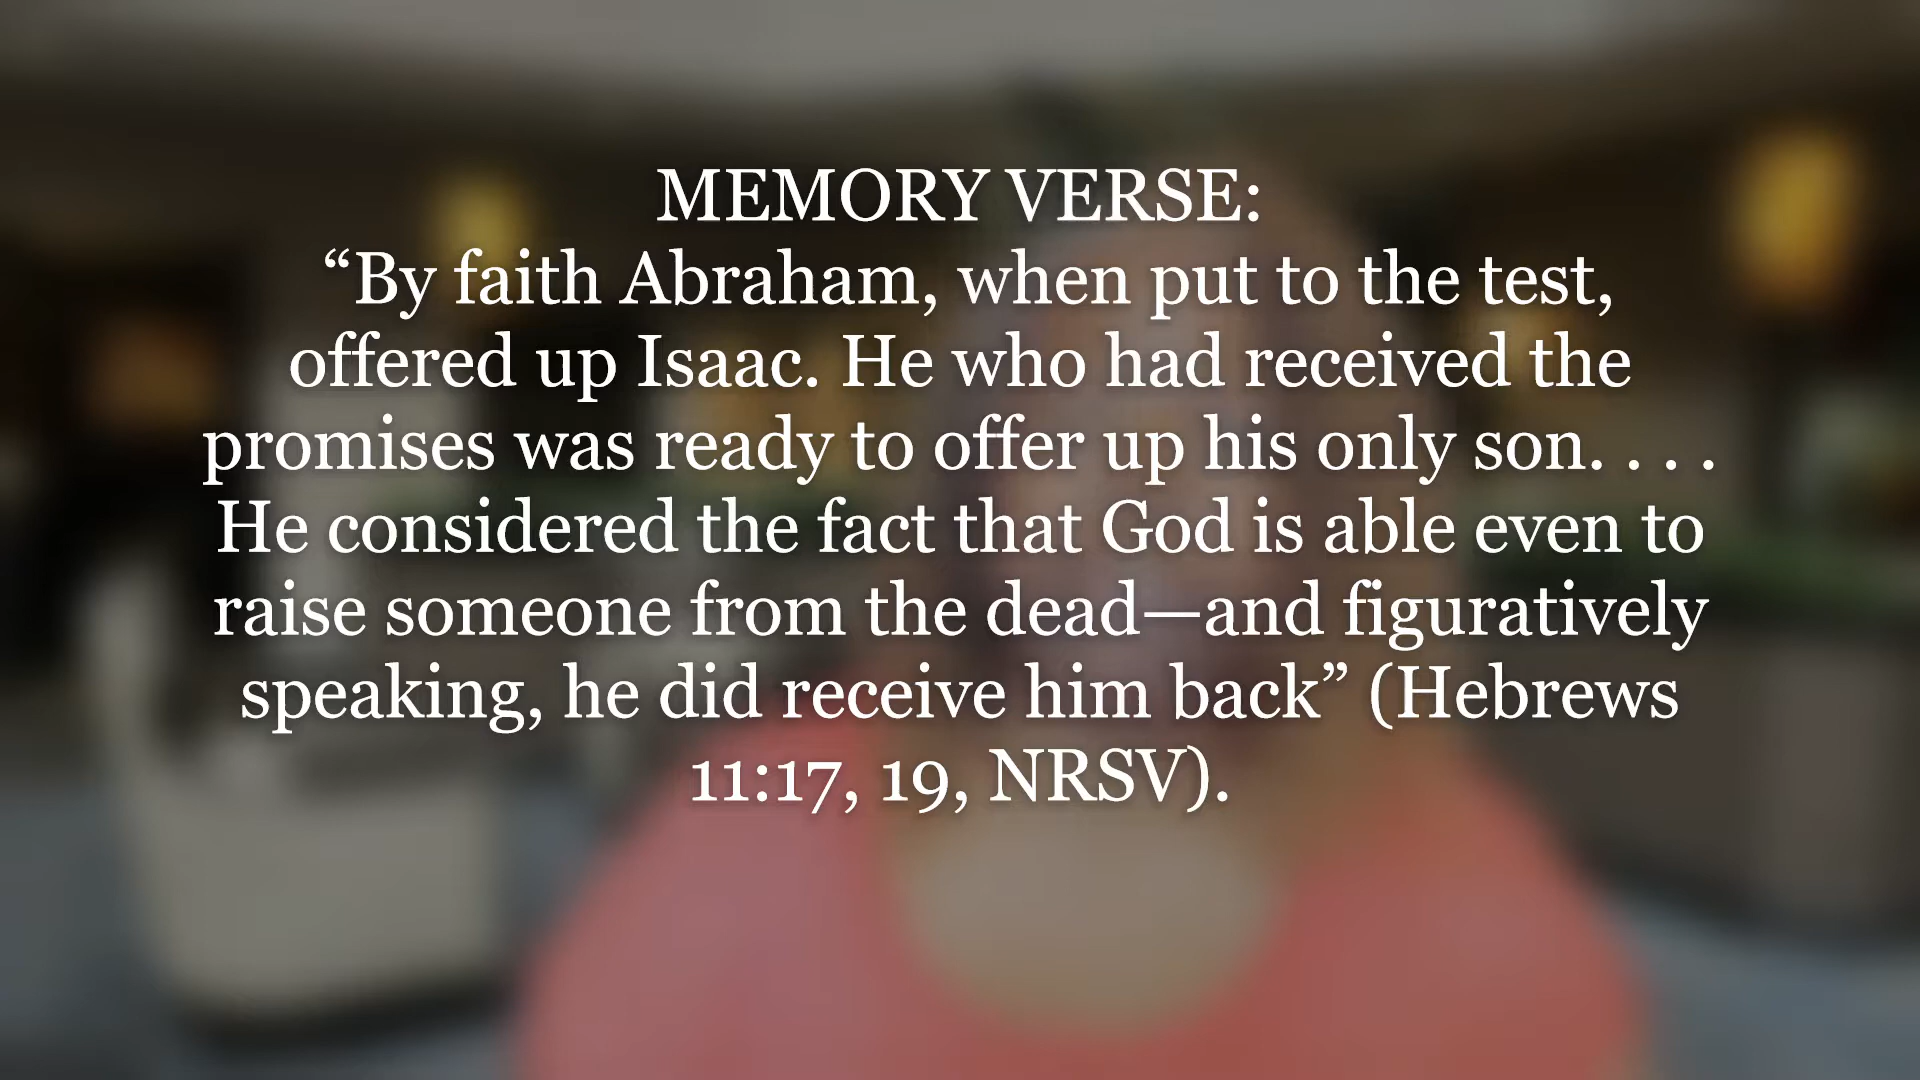 MEMORY VERSE:
“By faith Abraham, when put to the test,
offered up Isaac. He who had received the
promises was ready to offer up his only son. . . .
He considered the fact that God is able even to
raise someone from the dead—and figuratively
speaking, he did receive him back” (Hebrews
11:17, 19, NRSV).